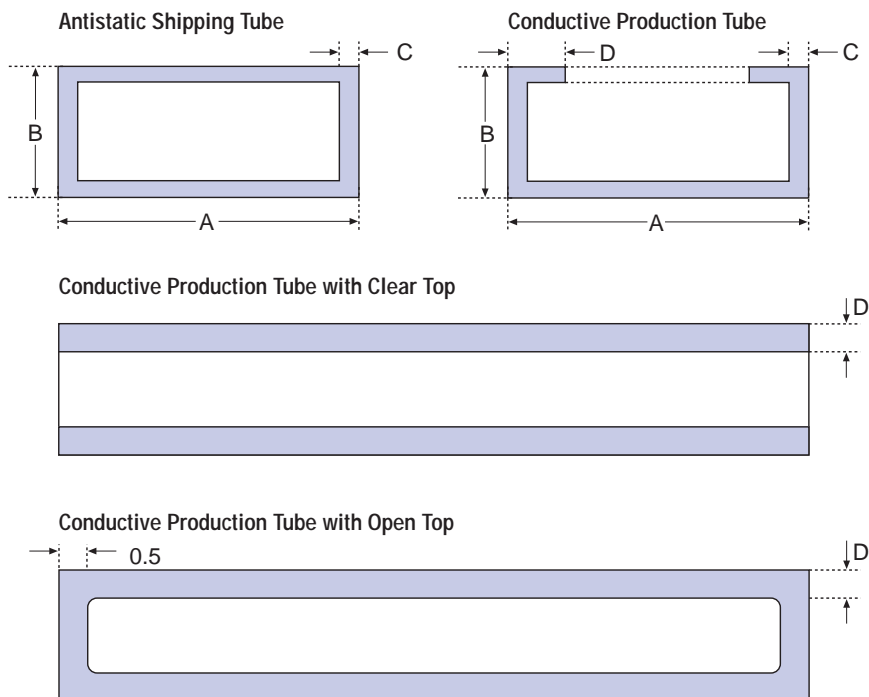 Antistatic Shipping Tube
C
B
A
Conductive Production Tube
D
C
B
A
Conductive Production Tube with Clear Top
D
Conductive Production Tube with Open Top
0.5
D